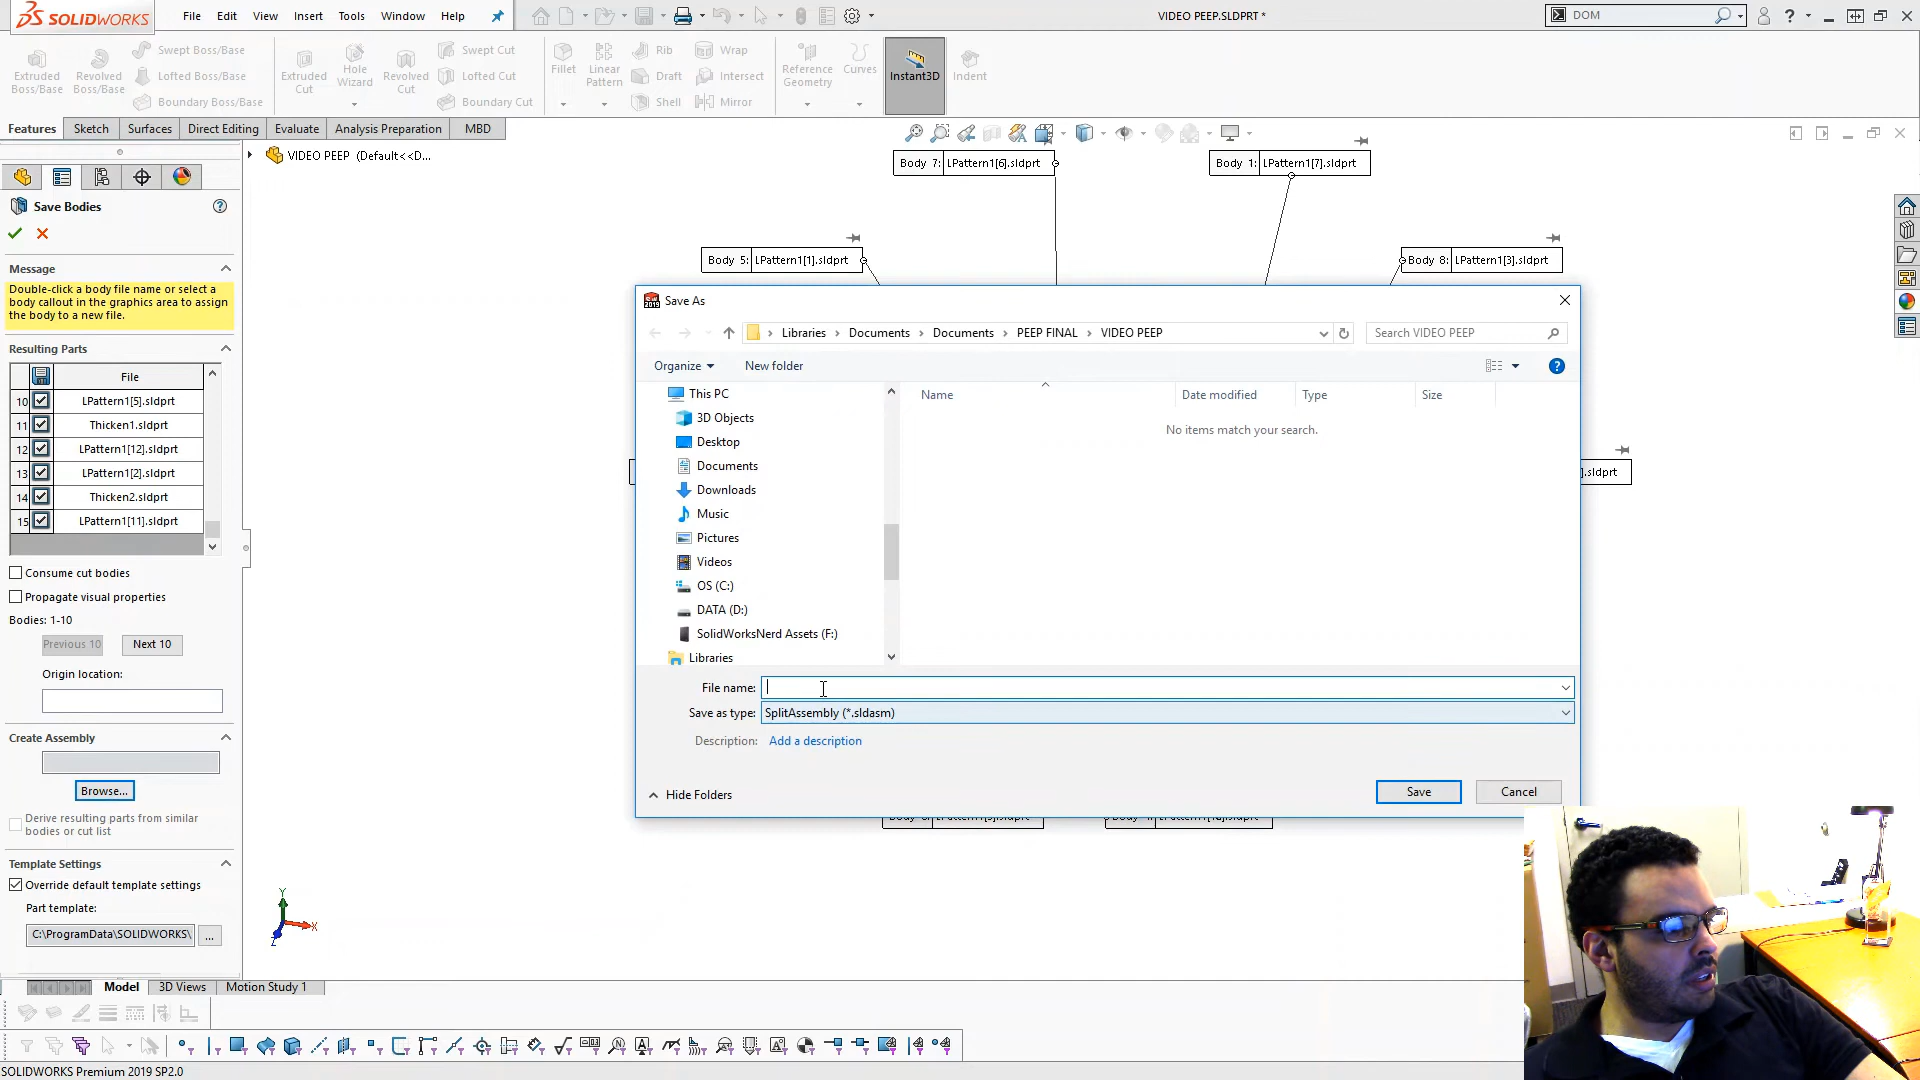 SOLIDWORKS File Edit View Insert Tools Window Help VIDEO PEEP.SLDPRT * DOM
Extruded Boss/Base Revolved Boss/Base Swept Boss/Base Lofted Boss/Base Boundary Boss/Base Extruded Cut Hole Wizard Revolved Cut Swept Cut Lofted Cut Boundary Cut Fillet Linear Pattern Rib Draft Shell Wrap Intersect Mirror Reference Geometry Curves Instant3D Indent
Features Sketch Surfaces Direct Editing Evaluate Analysis Preparation MBD
VIDEO PEEP (Default<<D...
Body 7: LPattern1[6].sldprt
Body 1: LPattern1[7].sldprt
Body 5: LPattern1[1].sldprt
Body 8: LPattern1[3].sldprt
].sldprt
Save Bodies
Message
Double-click a body file name or select a
body callout in the graphics area to assign
the body to a new file.
Resulting Parts
File
10 LPattern1[5].sldprt
11 Thicken1.sldprt
12 LPattern1[12].sldprt
13 LPattern1[2].sldprt
14 Thicken2.sldprt
15 LPattern1[11].sldprt
Consume cut bodies
Propagate visual properties
Bodies: 1-10
Previous 10 Next 10
Origin location:
Create Assembly
Browse...
Derive resulting parts from similar
bodies or cut list
Template Settings
Override default template settings
Part template:
C:\ProgramData\SOLIDWORKS\ ...
Save As
2019
Libraries Documents Documents PEEP FINAL VIDEO PEEP Search VIDEO PEEP
Organize New folder
This PC
3D Objects
Desktop
Documents
Downloads
Music
Pictures
Videos
OS (C:)
DATA (D:)
SolidWorksNerd Assets (F:)
Libraries
Name Date modified Type Size
No items match your search.
File name:
Save as type: SplitAssembly (*.sldasm)
Description: Add a description
Hide Folders Save Cancel
Y
X
Z
Model 3D Views Motion Study 1
SOLIDWORKS Premium 2019 SP2.0